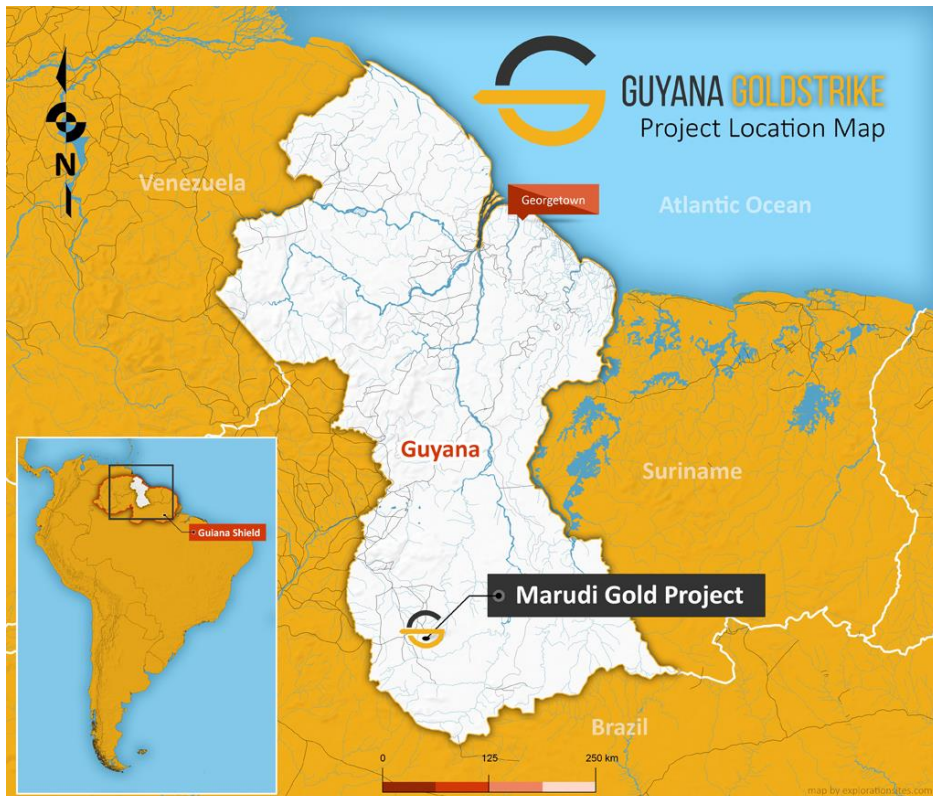 GUYANA GOLDSTRIKE
Project Location Map
N
Venezuela
Georgetown
Atlantic Ocean
Guyana
Suriname
Guiana Shield
Marudi Gold Project
Brazil
0 125 250 km
map by explorationsites.com